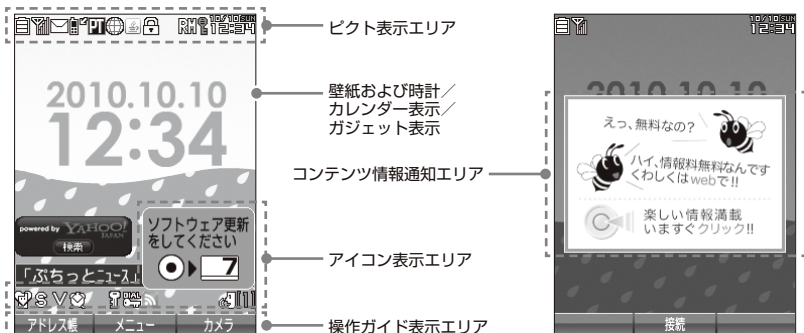 10/10 SUN
12:34
ピクト表示エリア
2010.10.10
12:34
壁紙および時計／
カレンダー表示／
ガジェット表示
powered by YAHOO!
JAPAN
検索
ソフトウェア更新
をしてください
7
アイコン表示エリア
「ぷちっとニュース」
アドレス帳 メニュー カメラ
操作ガイド表示エリア
コンテンツ情報通知エリア
10/10 SUN
12:34
2010.10.10
えっ、無料なの？
ハイ、情報料無料なんです
くわしくはwebで!!
楽しい情報満載
いますぐクリック!!
接続